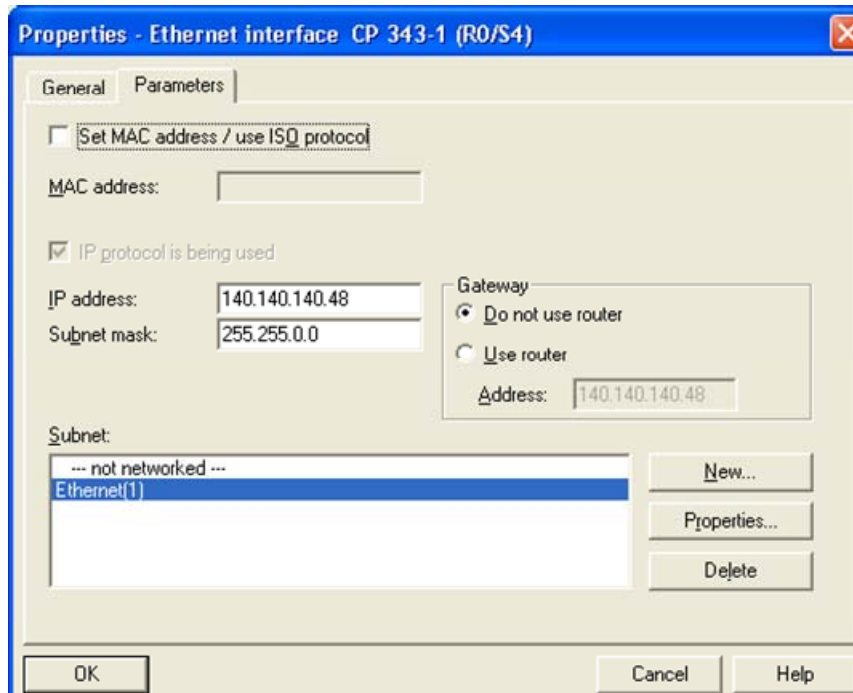 Properties - Ethernet interface CP 343-1 (R0/S4)
General Parameters
Set MAC address / use ISO protocol
MAC address:
IP protocol is being used
IP address: 140.140.140.48
Subnet mask: 255.255.0.0
Gateway
Do not use router
Use router
Address: 140.140.140.48
Subnet:
--- not networked ---
Ethernet(1)
New...
Properties...
Delete
OK Cancel Help